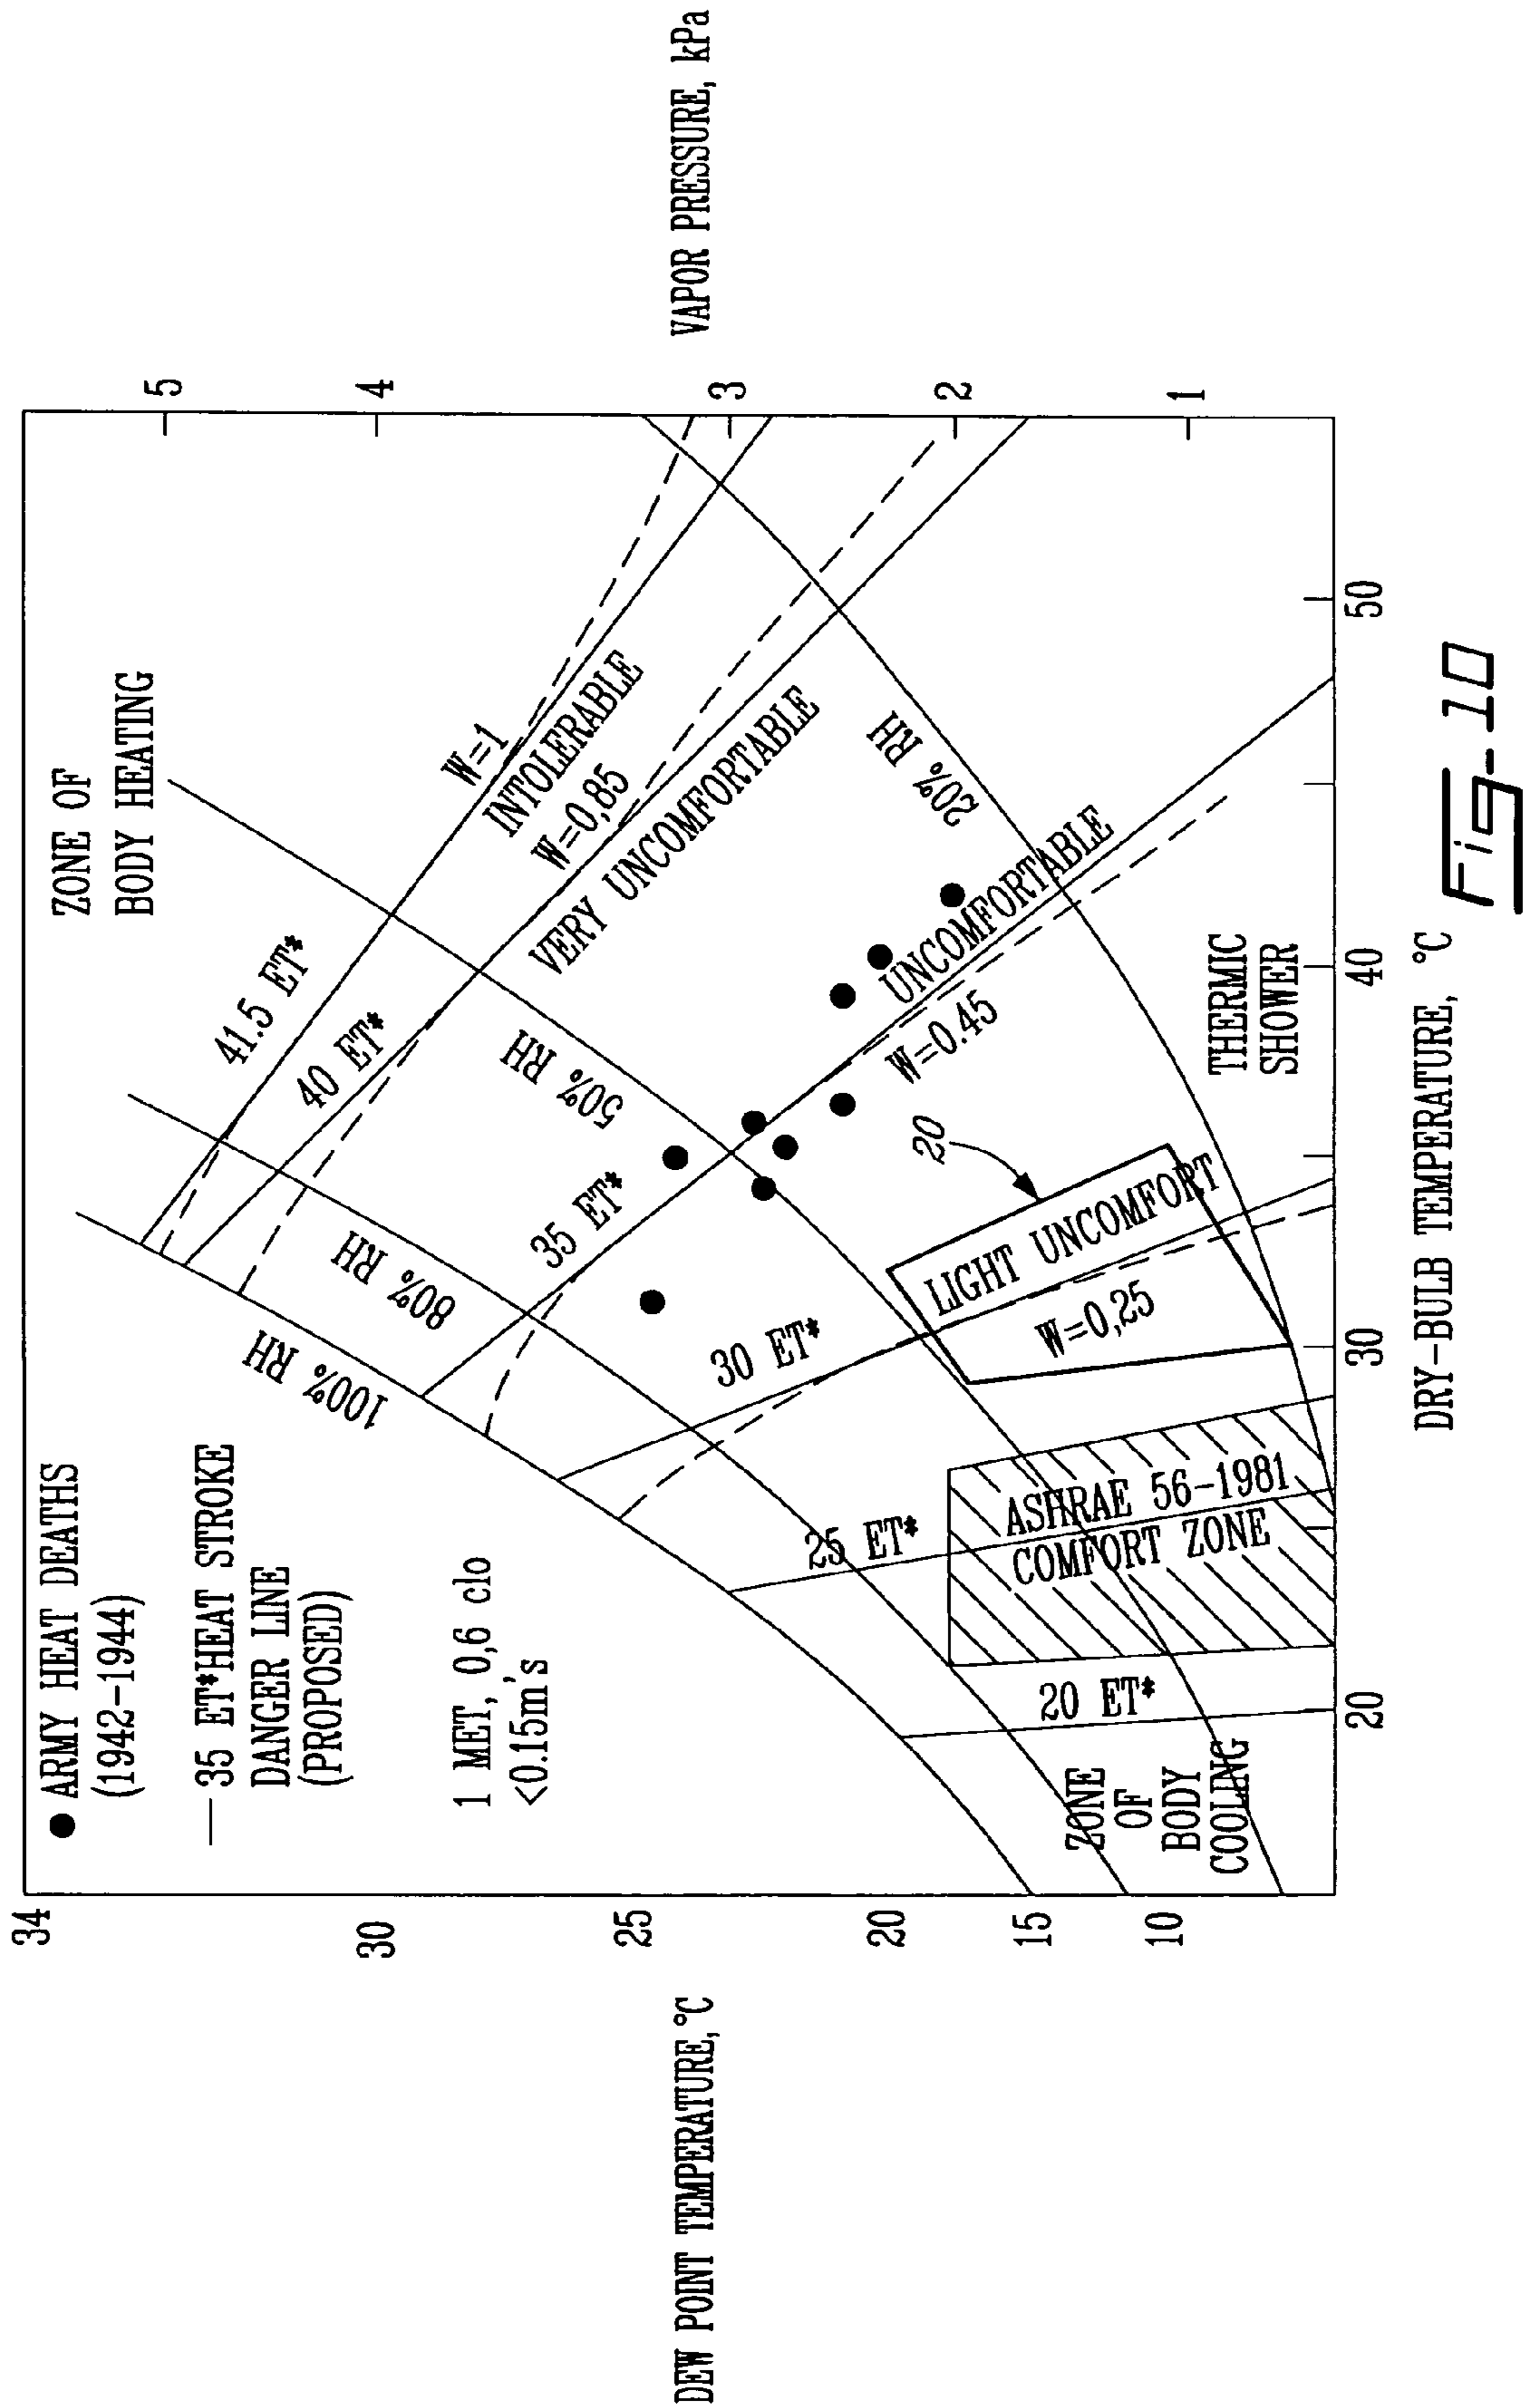 34
30
25
20
15
10
DEW POINT TEMPERATURE, °C
ARMY HEAT DEATHS
(1942-1944)
35 ET*HEAT STROKE
DANGER LINE
(PROPOSED)
1 MET, 0,6 clo
<0.15m's
ZONE OF
BODY HEATING
100% RH
80% RH
50% RH
20% RH
41.5 ET*
40 ET*
35 ET*
30 ET*
25 ET*
20 ET*
W=1
INTOLERABLE
W=0,85
VERY UNCOMFORTABLE
UNCOMFORTABLE
W=0.45
20
LIGHT UNCOMFORT
W=0,25
THERMIC
SHOWER
ASHRAE 56-1981
COMFORT ZONE
ZONE
OF
BODY
COOLING
5
4
3
2
1
VAPOR PRESSURE, kPa
20
30
40
50
DRY-BULB TEMPERATURE, °C
Fig-10